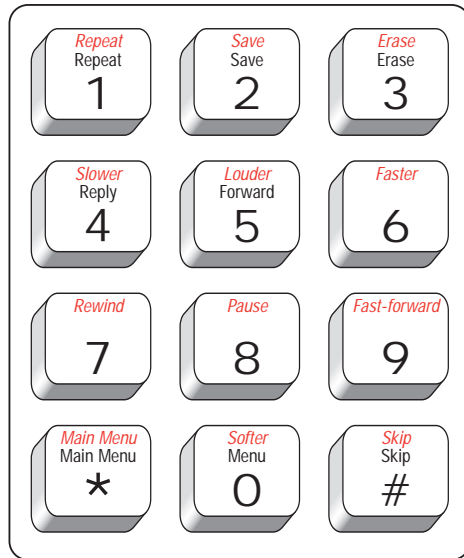 Repeat
Repeat
1
Save
Save
2
Erase
Erase
3
Slower
Reply
4
Louder
Forward
5
Faster
6
Rewind
7
Pause
8
Fast-forward
9
Main Menu
Main Menu
*
Softer
Menu
0
Skip
Skip
#